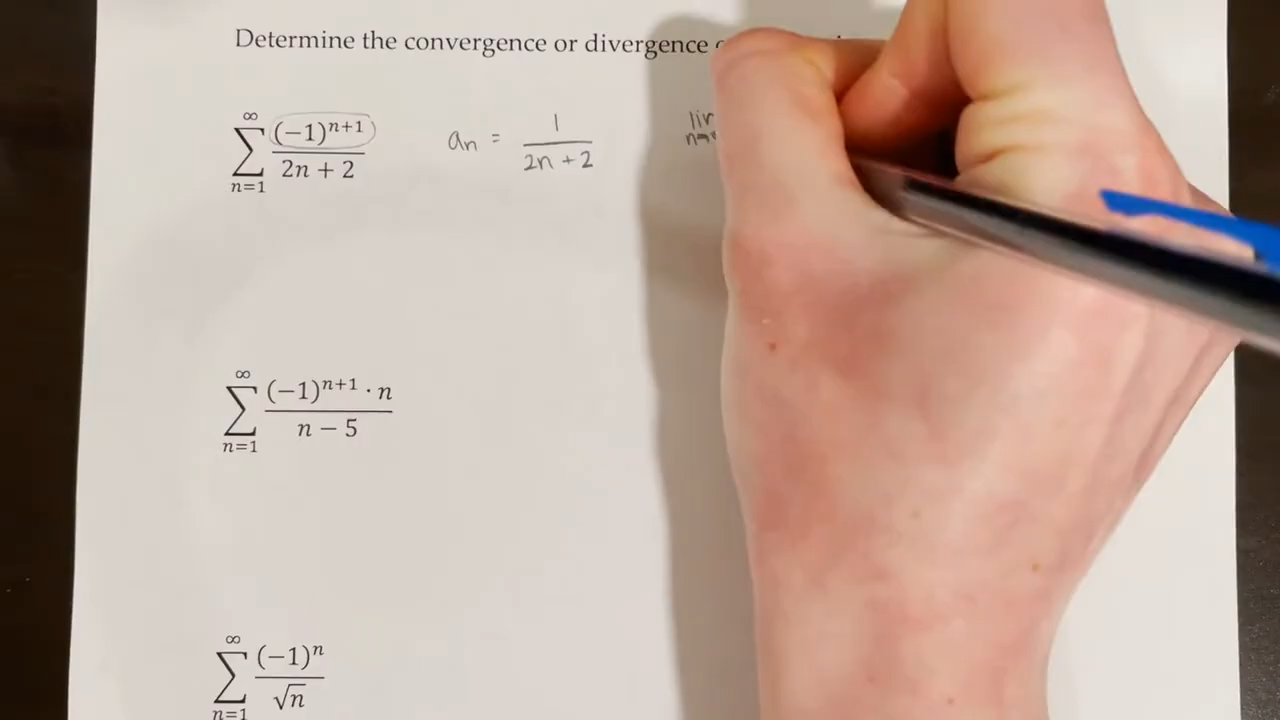 Determine the convergence or divergence
∞
∑ (−1)ⁿ⁺¹ / 2n + 2
n=1
an = 1 / 2n + 2
∞
∑ (−1)ⁿ⁺¹ · n / n − 5
n=1
∞
∑ (−1)ⁿ / √n
n=1